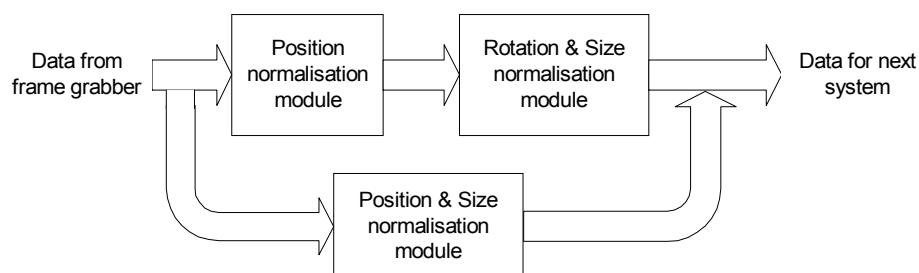 Data from
frame grabber
Position
normalisation
module
Rotation & Size
normalisation
module
Data for next
system
Position & Size
normalisation
module